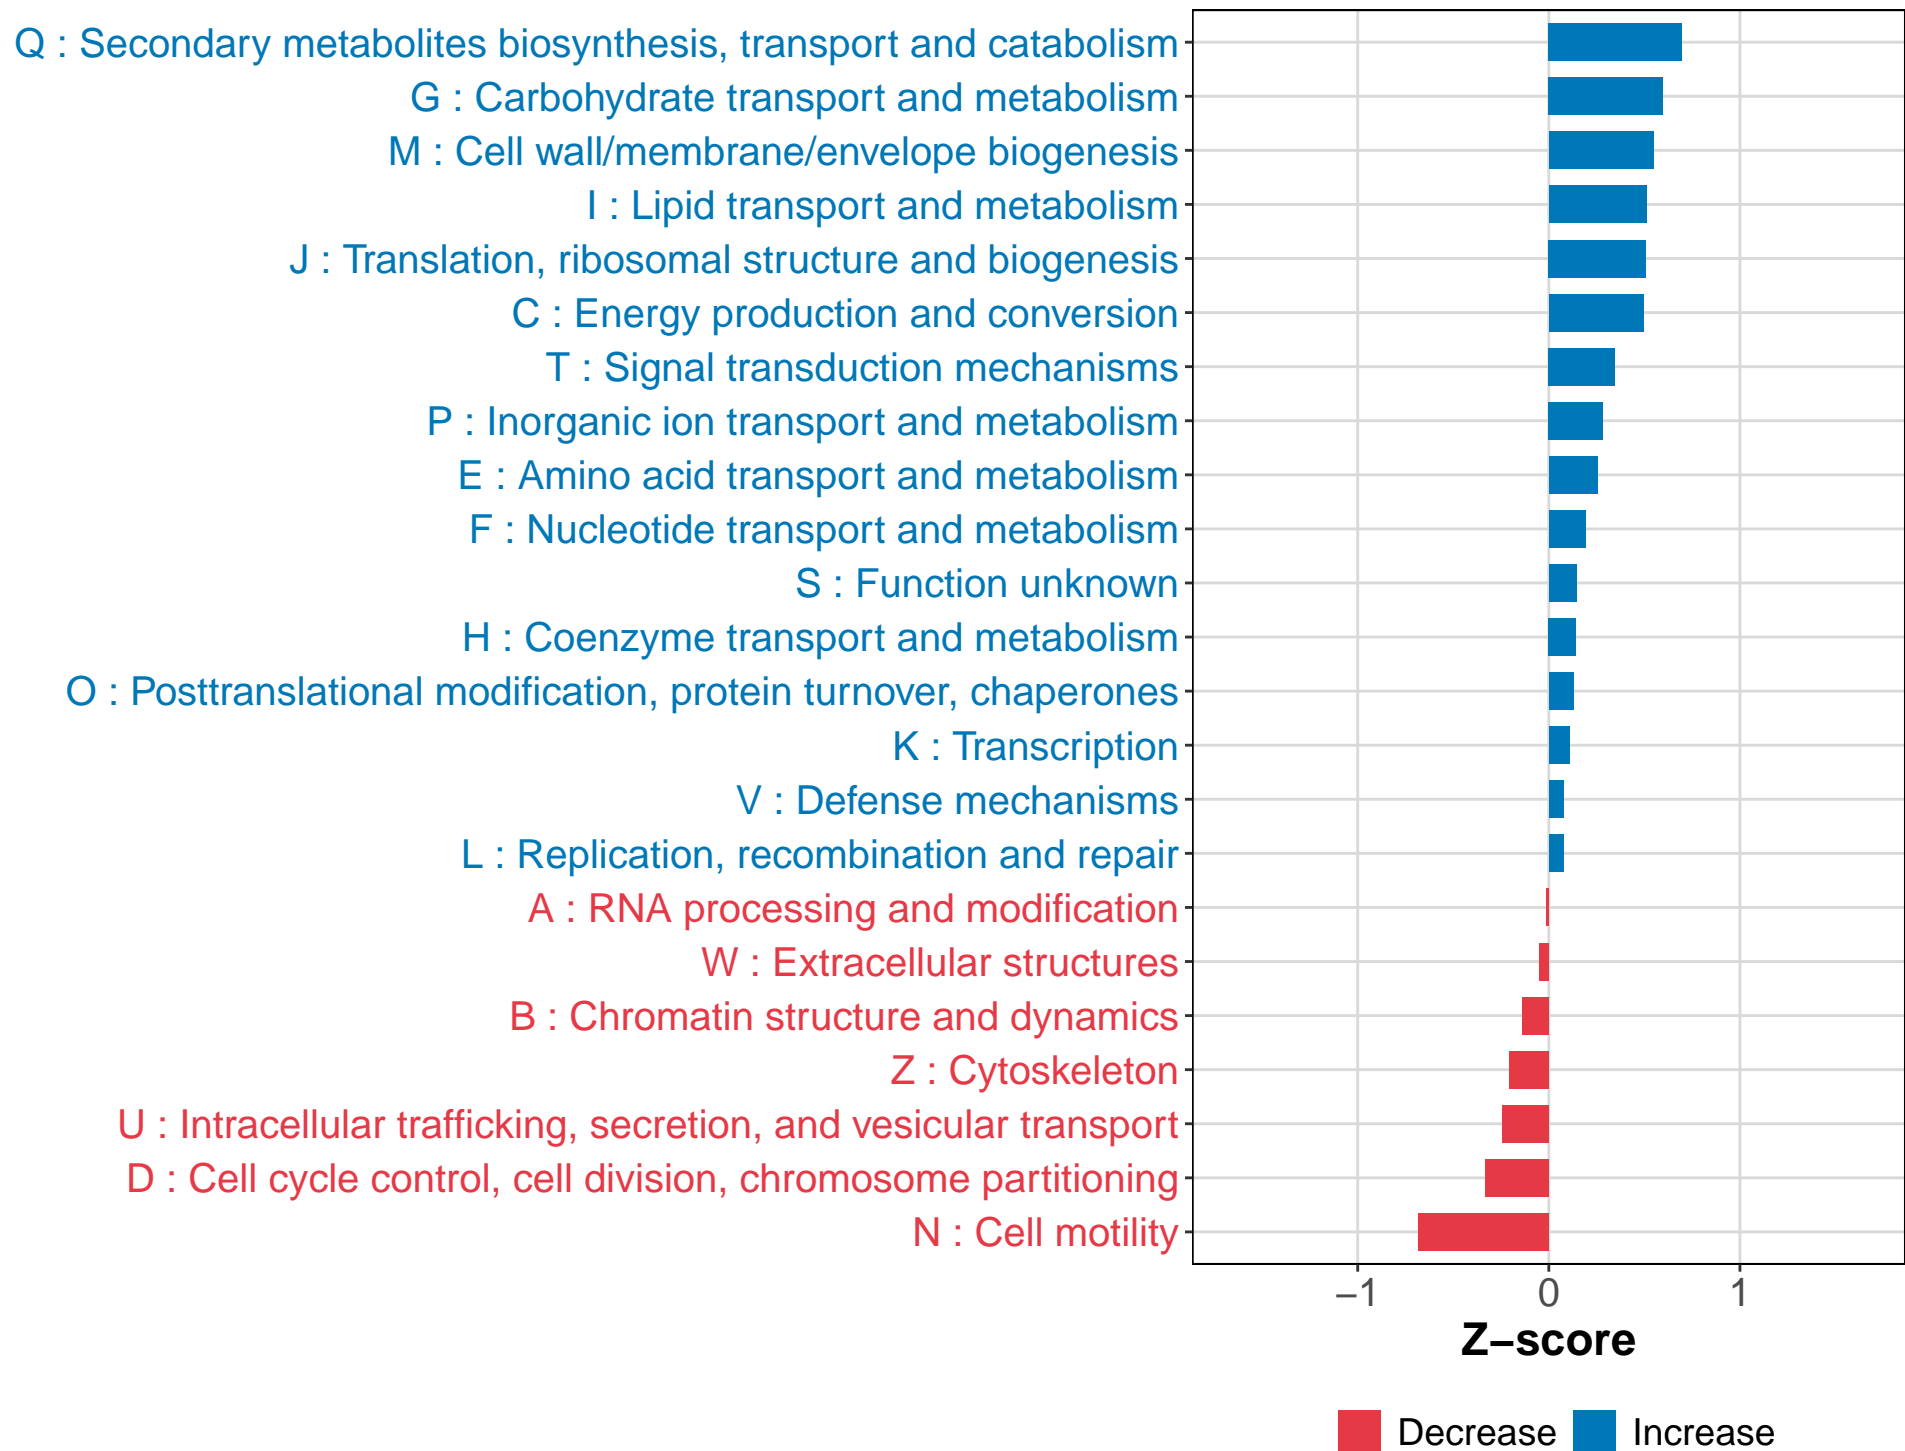 Q : Secondary metabolites biosynthesis, transport and catabolism
G : Carbohydrate transport and metabolism
M : Cell wall/membrane/envelope biogenesis
I : Lipid transport and metabolism
J : Translation, ribosomal structure and biogenesis
C : Energy production and conversion
T : Signal transduction mechanisms
P : Inorganic ion transport and metabolism
E : Amino acid transport and metabolism
F : Nucleotide transport and metabolism
S : Function unknown
H : Coenzyme transport and metabolism
O : Posttranslational modification, protein turnover, chaperones
K : Transcription
V : Defense mechanisms
L : Replication, recombination and repair
A : RNA processing and modification
W : Extracellular structures
B : Chromatin structure and dynamics
Z : Cytoskeleton
U : Intracellular trafficking, secretion, and vesicular transport
D : Cell cycle control, cell division, chromosome partitioning
N : Cell motility
−1 0 1
Z−score
Decrease Increase